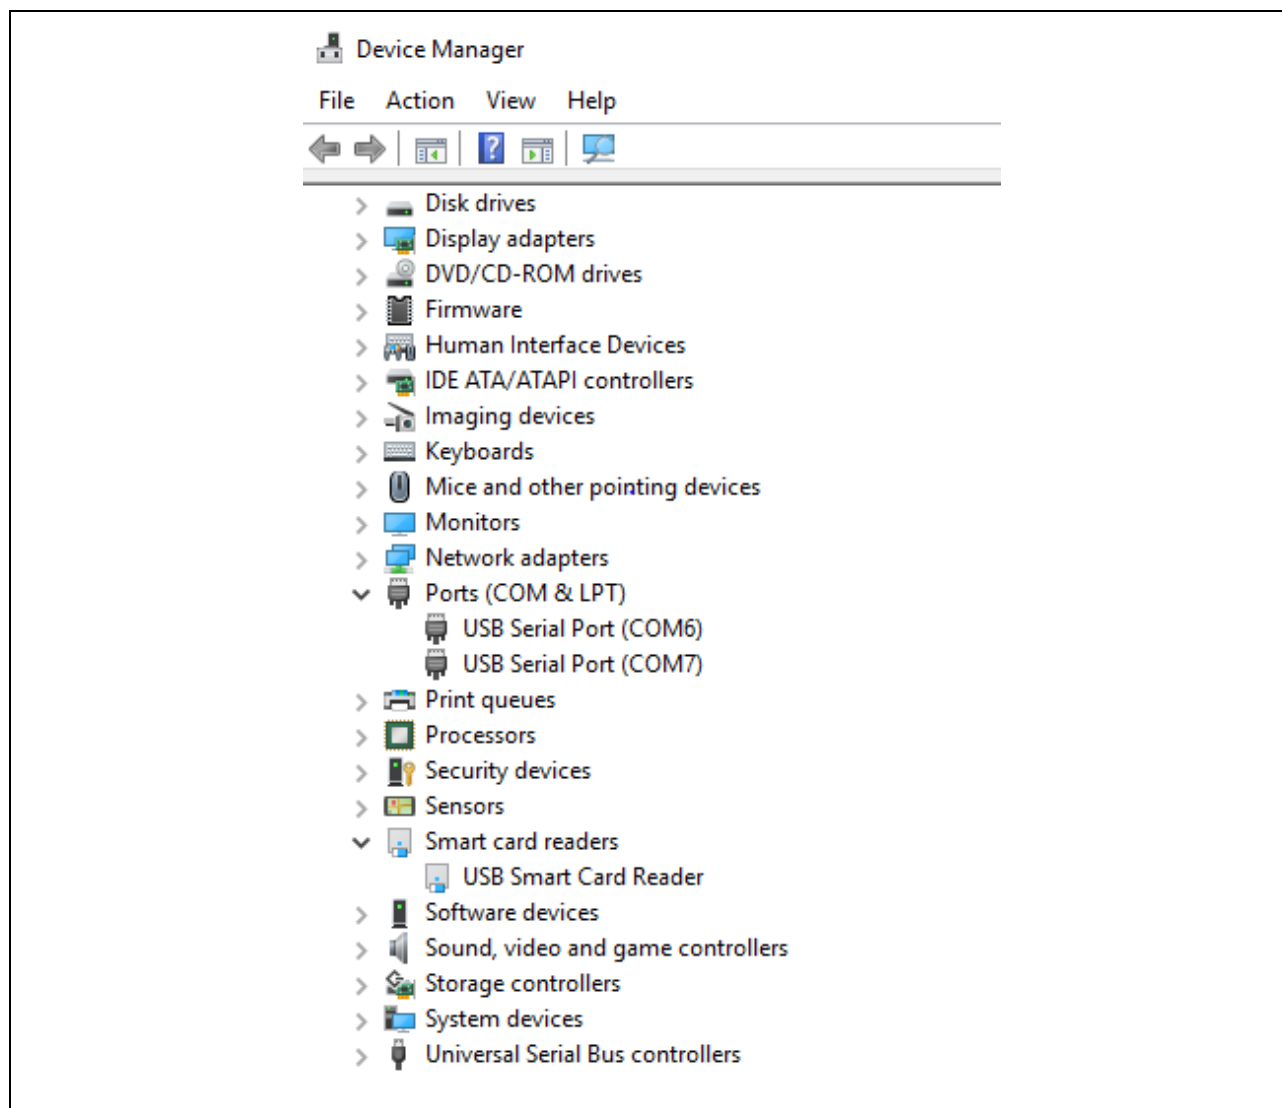 Device Manager
File Action View Help
Disk drives
Display adapters
DVD/CD-ROM drives
Firmware
Human Interface Devices
IDE ATA/ATAPI controllers
Imaging devices
Keyboards
Mice and other pointing devices
Monitors
Network adapters
Ports (COM & LPT)
USB Serial Port (COM6)
USB Serial Port (COM7)
Print queues
Processors
Security devices
Sensors
Smart card readers
USB Smart Card Reader
Software devices
Sound, video and game controllers
Storage controllers
System devices
Universal Serial Bus controllers